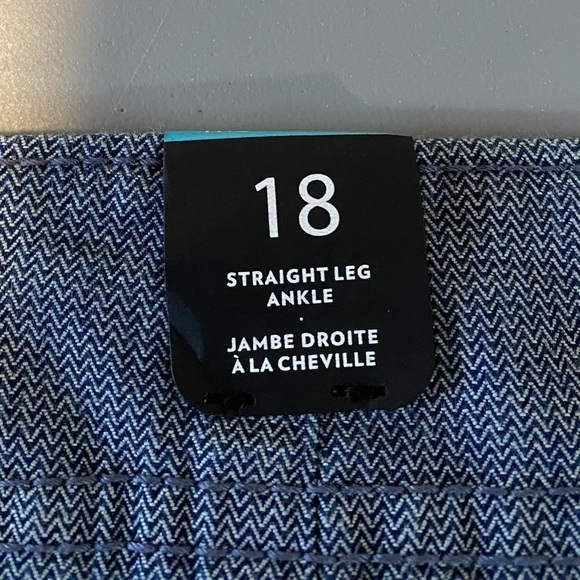 18
STRAIGHT LEG
ANKLE
·
JAMBE DROITE
À LA CHEVILLE